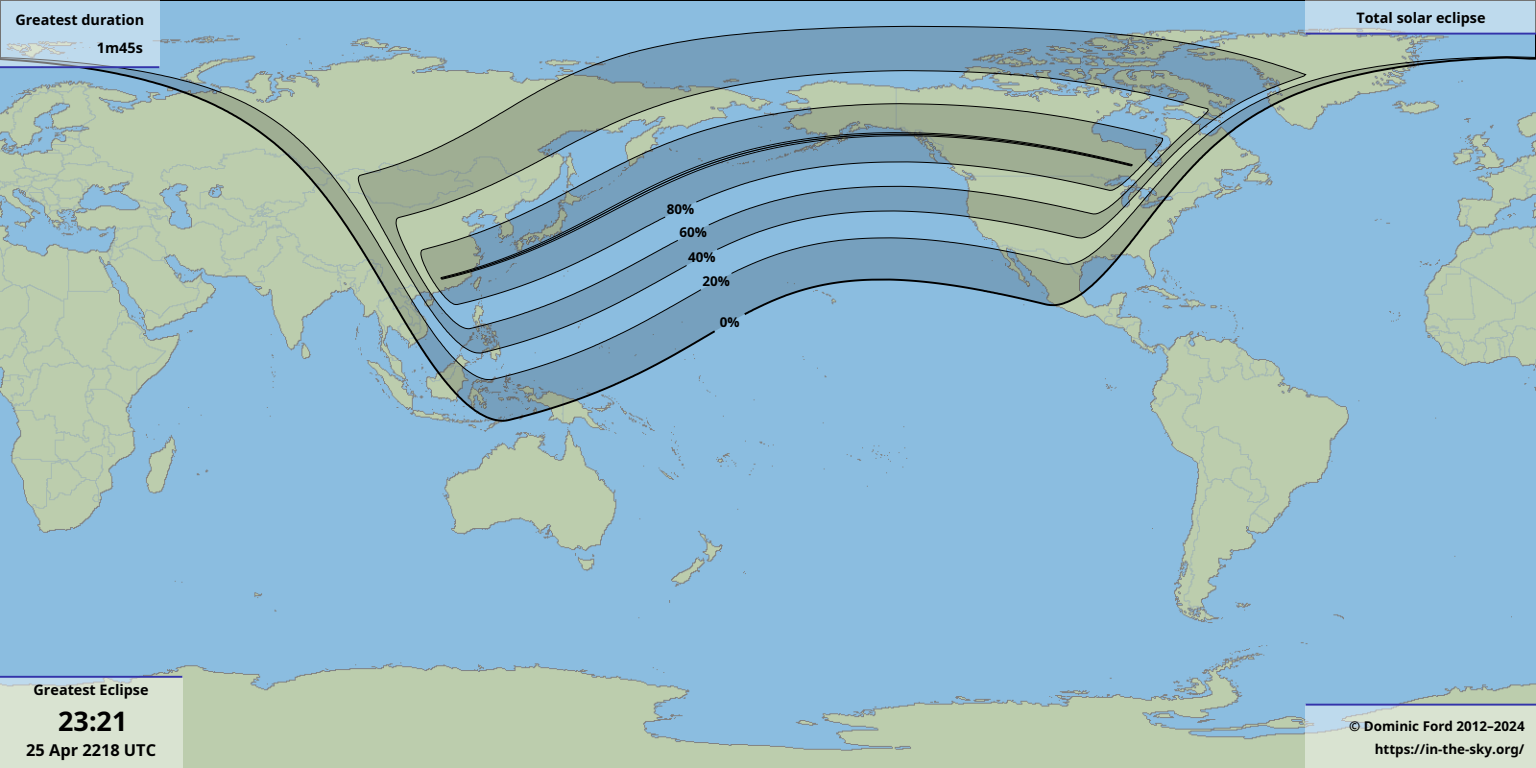 Greatest duration
1m45s
Total solar eclipse
80%
60%
40%
20%
0%
Greatest Eclipse
23:21
25 Apr 2218 UTC
© Dominic Ford 2012–2024
https://in-the-sky.org/